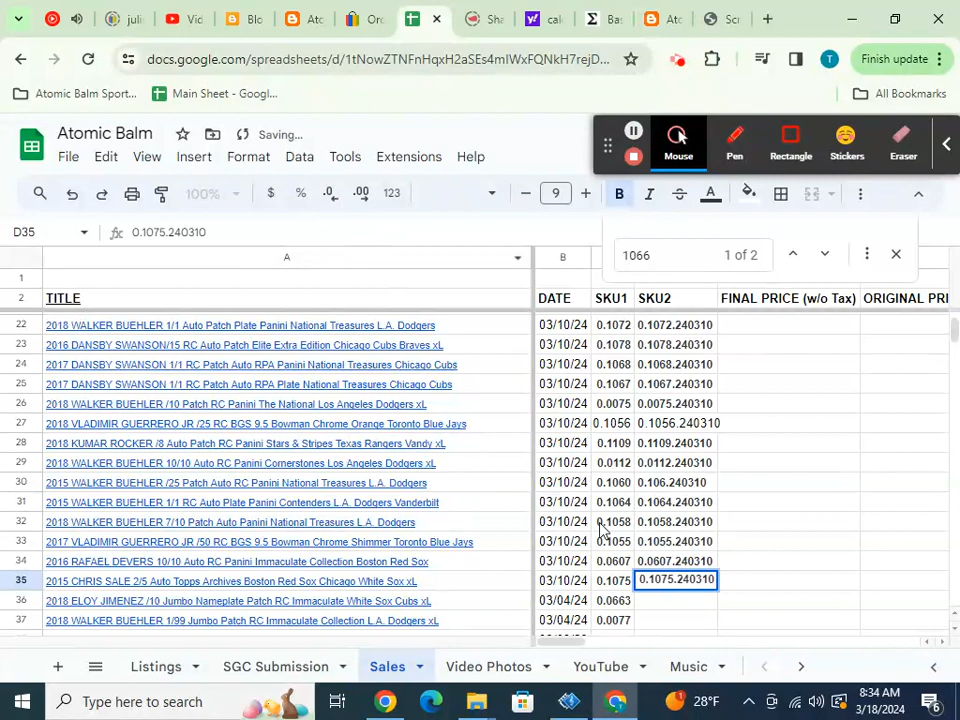 juli
Vid
Blo
Ato
Orc
Sha
cal
Bas
Ato
Scr
docs.google.com/spreadsheets/d/1tNowZTNFnHqxH2aSEs4mIWxFQNKh7rejD...
T
Finish update
Atomic Balm Sport...
Main Sheet - Googl...
All Bookmarks
Atomic Balm
Saving...
File Edit View Insert Format Data Tools Extensions Help
Mouse Pen Rectangle Stickers Eraser
100% $ % .0 .00 123 9 B I A
D35 0.1075.240310
1066 1 of 2
A B
1
2 TITLE DATE SKU1 SKU2 FINAL PRICE (w/o Tax) ORIGINAL PRI
22 2018 WALKER BUEHLER 1/1 Auto Patch Plate Panini National Treasures L.A. Dodgers 03/10/24 0.1072 0.1072.240310
23 2016 DANSBY SWANSON/15 RC Auto Patch Elite Extra Edition Chicago Cubs Braves xL 03/10/24 0.1078 0.1078.240310
24 2017 DANSBY SWANSON 1/1 RC Patch Auto RPA Panini National Treasures Chicago Cubs 03/10/24 0.1068 0.1068.240310
25 2017 DANSBY SWANSON 1/1 RC Patch Auto RPA Plate National Treasures Chicago Cubs 03/10/24 0.1067 0.1067.240310
26 2018 WALKER BUEHLER /10 Patch RC Panini The National Los Angeles Dodgers xL 03/10/24 0.0075 0.0075.240310
27 2017 VLADIMIR GUERRERO JR /25 RC BGS 9.5 Bowman Chrome Orange Toronto Blue Jays 03/10/24 0.1056 0.1056.240310
28 2018 KUMAR ROCKER /8 Auto Patch RC Panini Stars & Stripes Texas Rangers Vandy xL 03/10/24 0.1109 0.1109.240310
29 2018 WALKER BUEHLER 10/10 Auto RC Panini Cornerstones Los Angeles Dodgers xL 03/10/24 0.0112 0.0112.240310
30 2015 WALKER BUEHLER /25 Patch Auto RC Panini National Treasures L.A. Dodgers 03/10/24 0.1060 0.106.240310
31 2015 WALKER BUEHLER 1/1 RC Auto Plate Panini Contenders L.A. Dodgers Vanderbilt 03/10/24 0.1064 0.1064.240310
32 2018 WALKER BUEHLER 7/10 Patch Auto Panini National Treasures L.A. Dodgers 03/10/24 0.1058 0.1058.240310
33 2017 VLADIMIR GUERRERO JR /50 RC BGS 9.5 Bowman Chrome Shimmer Toronto Blue Jays 03/10/24 0.1055 0.1055.240310
34 2016 RAFAEL DEVERS 10/10 Auto RC Panini Immaculate Collection Boston Red Sox 03/10/24 0.0607 0.0607.240310
35 2015 CHRIS SALE 2/5 Auto Topps Archives Boston Red Sox Chicago White Sox xL 03/10/24 0.1075 0.1075.240310
36 2018 ELOY JIMENEZ /10 Jumbo Nameplate Patch RC Immaculate White Sox Cubs xL 03/04/24 0.0663
37 2018 WALKER BUEHLER 1/99 Jumbo Patch RC Immaculate Collection L.A. Dodgers 03/04/24 0.0077
Listings SGC Submission Sales Video Photos YouTube Music
Type here to search 28°F 8:34 AM
3/18/2024 6